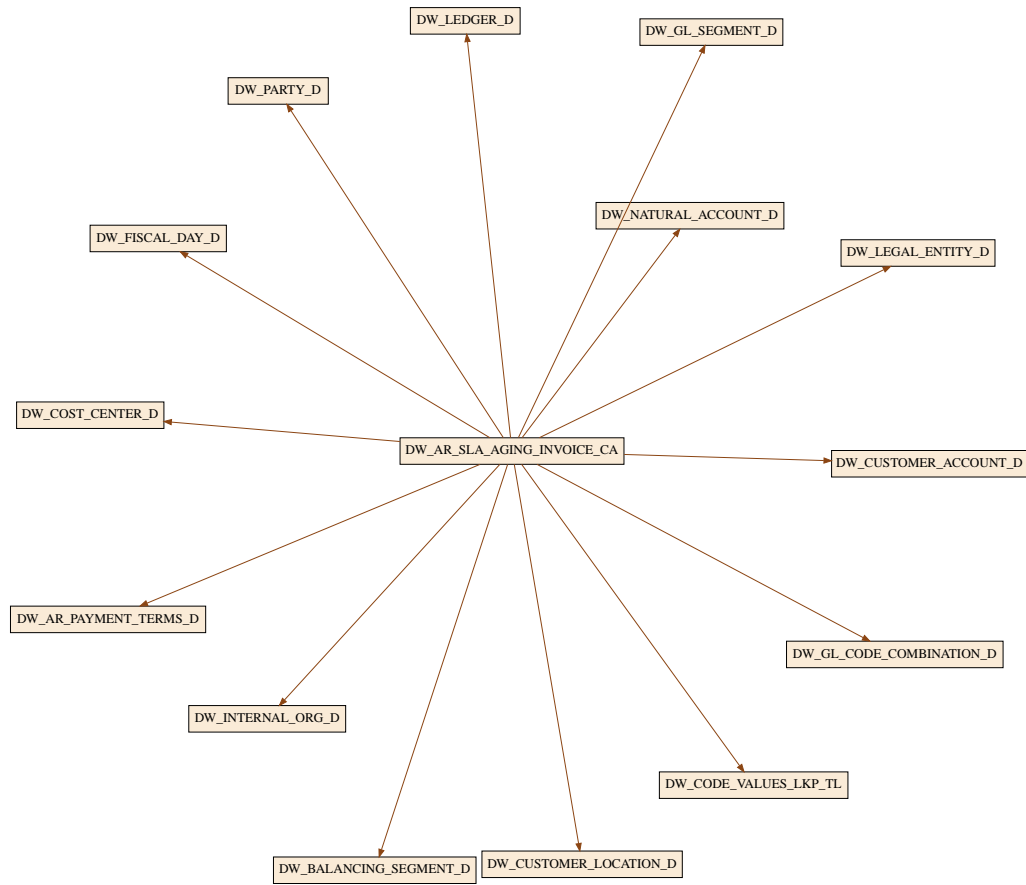 DW_LEDGER_D
DW_GL_SEGMENT_D
DW_PARTY_D
DW_NATURAL_ACCOUNT_D
DW_FISCAL_DAY_D
DW_LEGAL_ENTITY_D
DW_COST_CENTER_D
DW_AR_SLA_AGING_INVOICE_CA
DW_CUSTOMER_ACCOUNT_D
DW_AR_PAYMENT_TERMS_D
DW_GL_CODE_COMBINATION_D
DW_INTERNAL_ORG_D
DW_CODE_VALUES_LKP_TL
DW_BALANCING_SEGMENT_D
DW_CUSTOMER_LOCATION_D